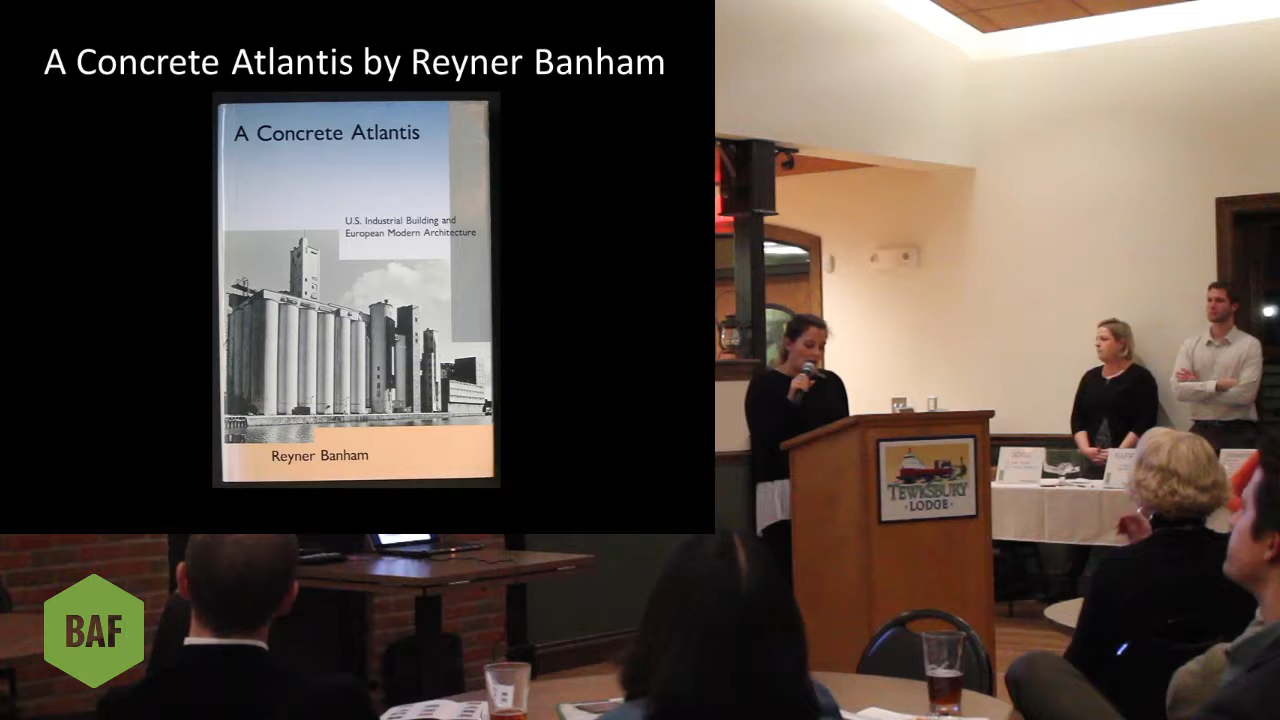 A Concrete Atlantis by Reyner Banham
A Concrete Atlantis
U.S. Industrial Building and
European Modern Architecture
Reyner Banham
TEWKSBURY
LODGE
BAF